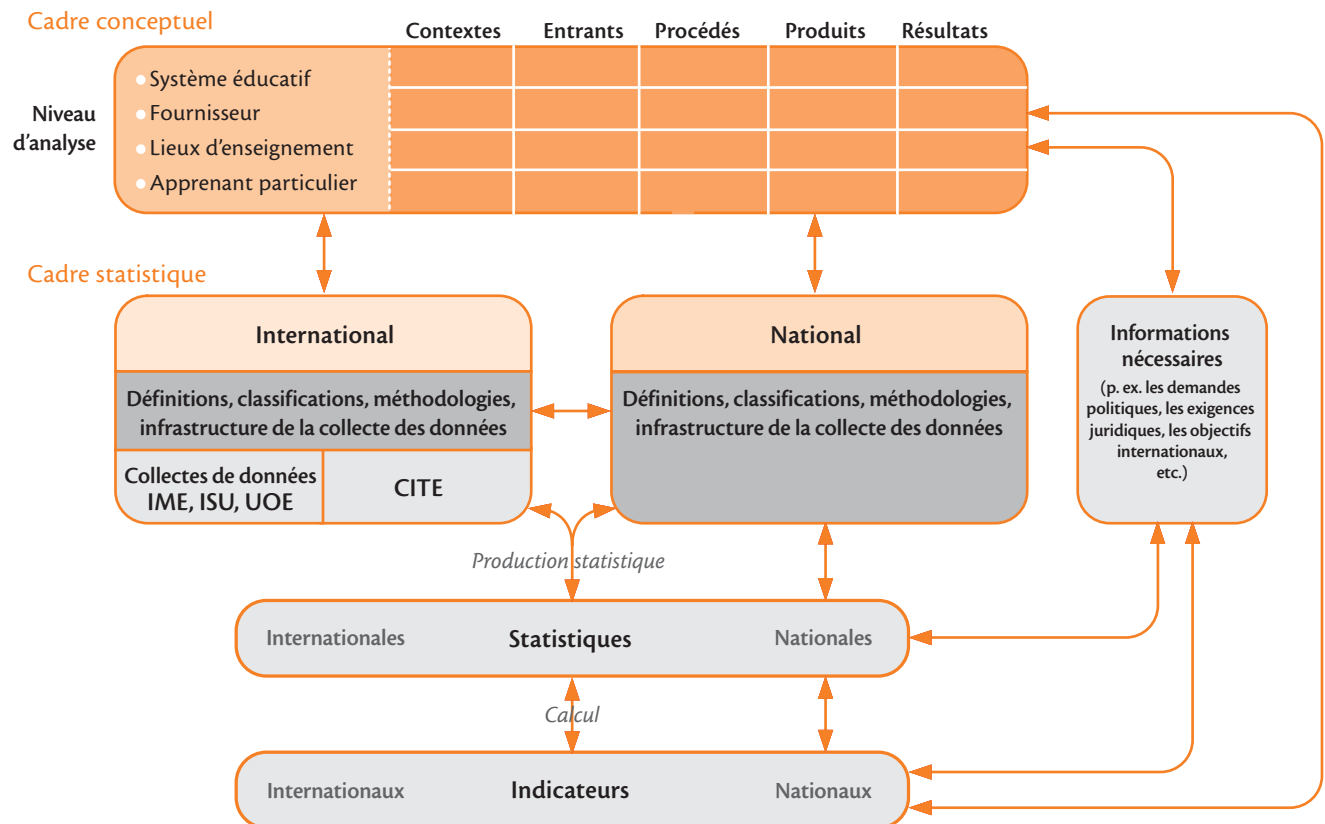 Cadre conceptuel
Contextes Entrants Procédés Produits Résultats
Niveau d'analyse
Système éducatif
Fournisseur
Lieux d'enseignement
Apprenant particulier
Cadre statistique
International
Définitions, classifications, méthodologies,
infrastructure de la collecte des données
Collectes de données
IME, ISU, UOE
CITE
National
Définitions, classifications, méthodologies,
infrastructure de la collecte des données
Informations
nécessaires
(p. ex. les demandes
politiques, les exigences
juridiques, les objectifs
internationaux,
etc.)
Production statistique
Internationales Statistiques Nationales
Calcul
Internationaux Indicateurs Nationaux